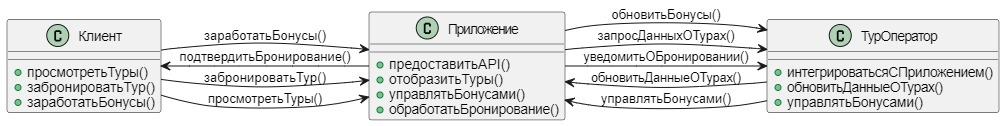 C Клиент
просмотретьТуры()
забронироватьТур()
заработатьБонусы()
заработатьБонусы()
подтвердитьБронирование()
забронироватьТур()
просмотретьТуры()
C Приложение
предоставитьAPI()
отобразитьТуры()
управлятьБонусами()
обработатьБронирование()
обновитьБонусы()
запросДанныхОТурах()
уведомитьОБронировании()
обновитьДанныеОТурах()
управлятьБонусами()
C ТурОператор
интегрироватьсяСПриложением()
обновитьДанныеОТурах()
управлятьБонусами()